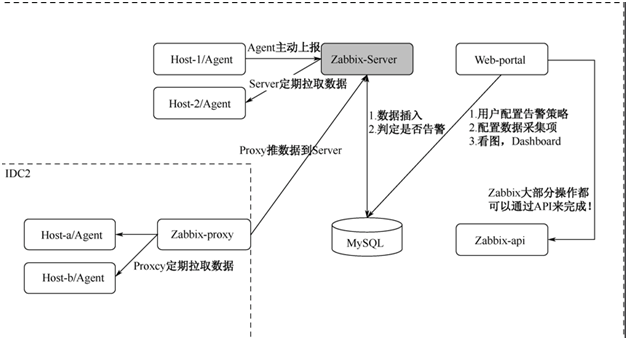 Host-1/Agent
Agent主动上报
Zabbix-Server
Web-portal
Server定期拉取数据
Host-2/Agent
1.数据插入
2.判定是否告警
1.用户配置告警策略
2.配置数据采集项
3.看图，Dashboard
Proxy推数据到Server
IDC2
Zabbix大部分操作都
可以通过API来完成！
Host-a/Agent
Zabbix-proxy
MySQL
Zabbix-api
Proxcy定期拉取数据
Host-b/Agent